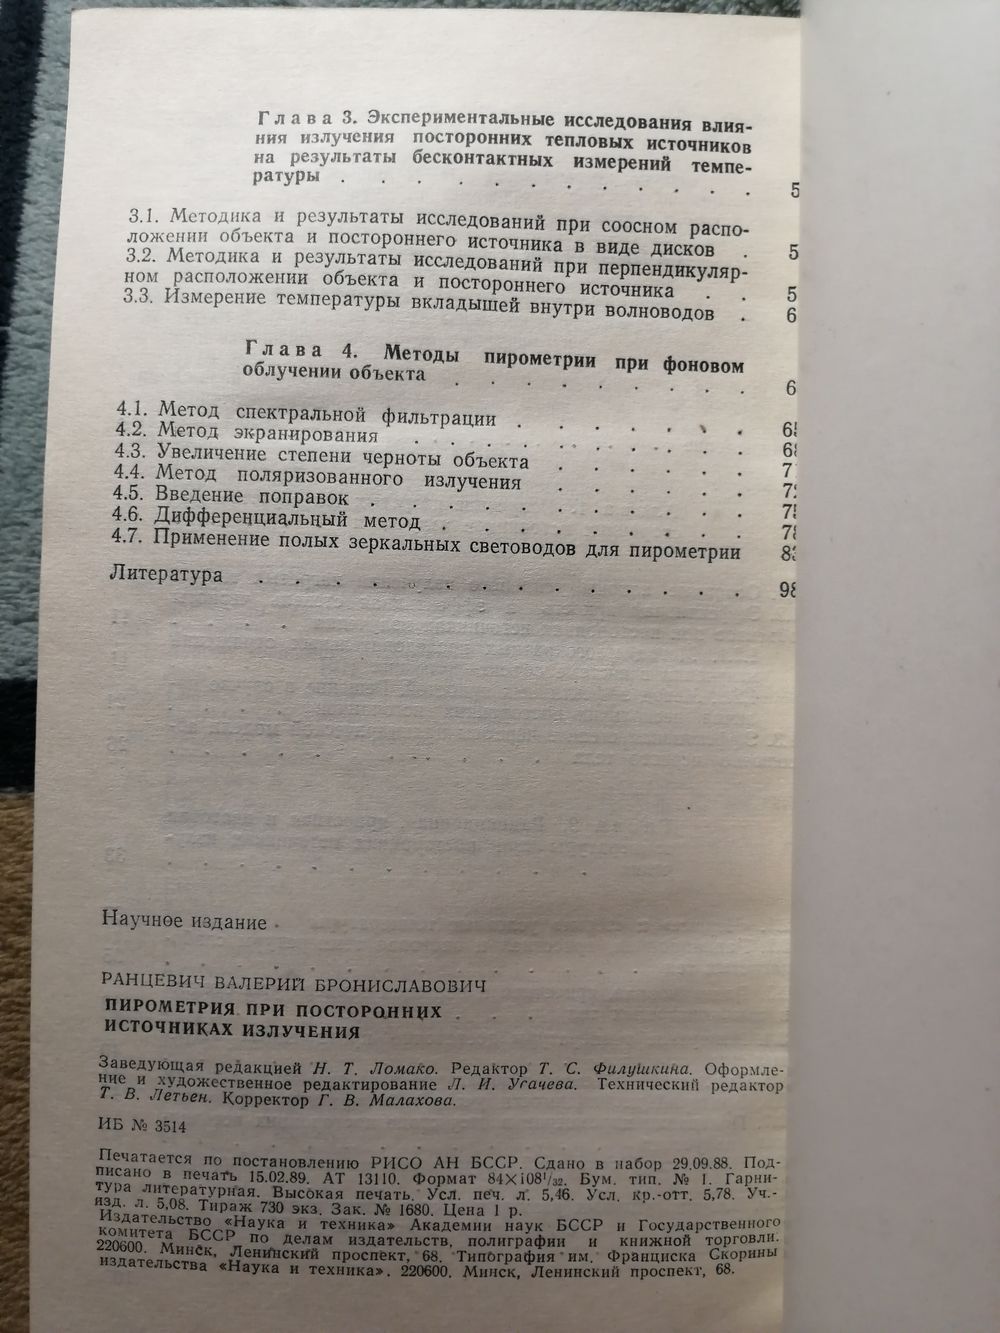 Глава 3. Экспериментальные исследования влия-
ния излучения посторонних тепловых источников
на результаты бесконтактных измерений темпе-
ратуры . . . . . . . . . . . 5
3.1. Методика и результаты исследований при соосном распо-
ложении объекта и постороннего источника в виде дисков . 5
3.2. Методика и результаты исследований при перпендикуляр-
ном расположении объекта и постороннего источника . . 5
3.3. Измерение температуры вкладышей внутри волноводов . 6
Глава 4. Методы пирометрии при фоновом
облучении объекта . . . . . . . . 6
4.1. Метод спектральной фильтрации . . . . . . 65
4.2. Метод экранирования . . . . . . . . . 68
4.3. Увеличение степени черноты объекта . . . . . . 7
4.4. Метод поляризованного излучения . . . . . . 7
4.5. Введение поправок . . . . . . . . . . 7
4.6. Дифференциальный метод . . . . . . . . 78
4.7. Применение полых зеркальных световодов для пирометрии 83
Литература . . . . . . . . . . . . . 98
Научное издание
РАНЦЕВИЧ ВАЛЕРИЙ БРОНИСЛАВОВИЧ
ПИРОМЕТРИЯ ПРИ ПОСТОРОННИХ
ИСТОЧНИКАХ ИЗЛУЧЕНИЯ
Заведующая редакцией Н. Т. Ломако. Редактор Т. С. Филушкина. Оформле-
ние и художественное редактирование Л. И. Угачева. Технический редактор
Т. В. Летьен. Корректор Г. В. Малахова.
ИБ № 3514
Печатается по постановлению РИСО АН БССР. Сдано в набор 29.09.88. Под-
писано в печать 15.02.89. АТ 13110. Формат 84×108¹/₃₂. Бум. тип. № 1. Гарни-
тура литературная. Высокая печать. Усл. печ. л. 5,46. Усл. кр.-отт. 5,78. Уч.-
изд. л. 5,08. Тираж 730 экз. Зак. № 1680. Цена 1 р.
Издательство «Наука и техника» Академии наук БССР и Государственного
комитета БССР по делам издательств, полиграфии и книжной торговли.
220600. Минск, Ленинский проспект, 68. Типография им. Франциска Скорины
издательства «Наука и техника». 220600. Минск, Ленинский проспект, 68.